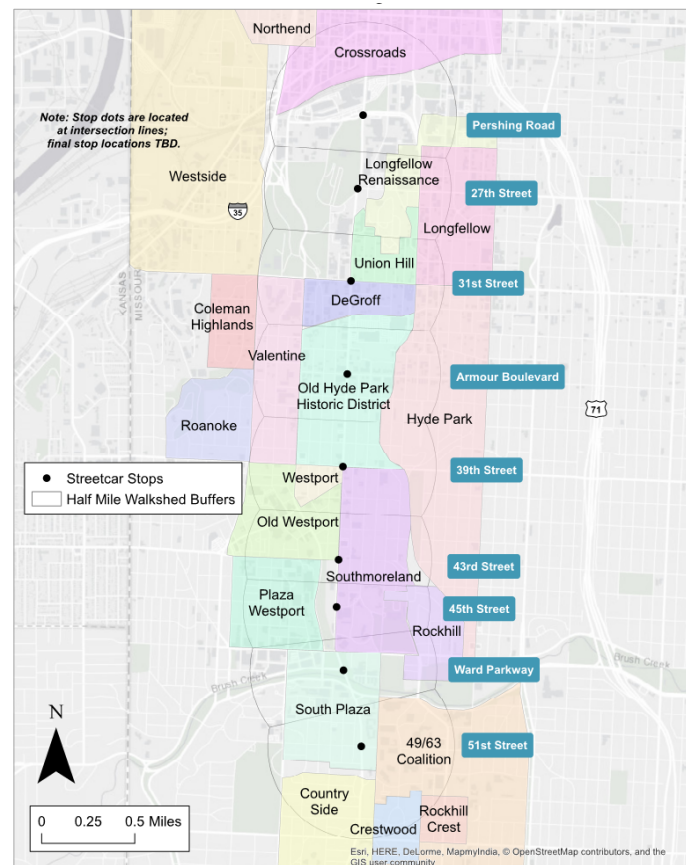 Northend
Crossroads
Note: Stop dots are located
at intersection lines;
final stop locations TBD.
Pershing Road
Longfellow
Renaissance
Westside
27th Street
35
Longfellow
Union Hill
31st Street
KANSAS
MISSOURI
DeGroff
Coleman
Highlands
Valentine
Armour Boulevard
Old Hyde Park
Historic District
71
Hyde Park
Roanoke
39th Street
Streetcar Stops
Half Mile Walkshed Buffers
Westport
Old Westport
43rd Street
Southmoreland
Plaza
Westport
45th Street
Rockhill
Ward Parkway
Brush Creek
Brush Creek
N
South Plaza
49/63
Coalition
51st Street
Country
Side
Rockhill
Crest
Crestwood
0 0.25 0.5 Miles
Esri, HERE, DeLorme, MapmyIndia, © OpenStreetMap contributors, and the
GIS user community